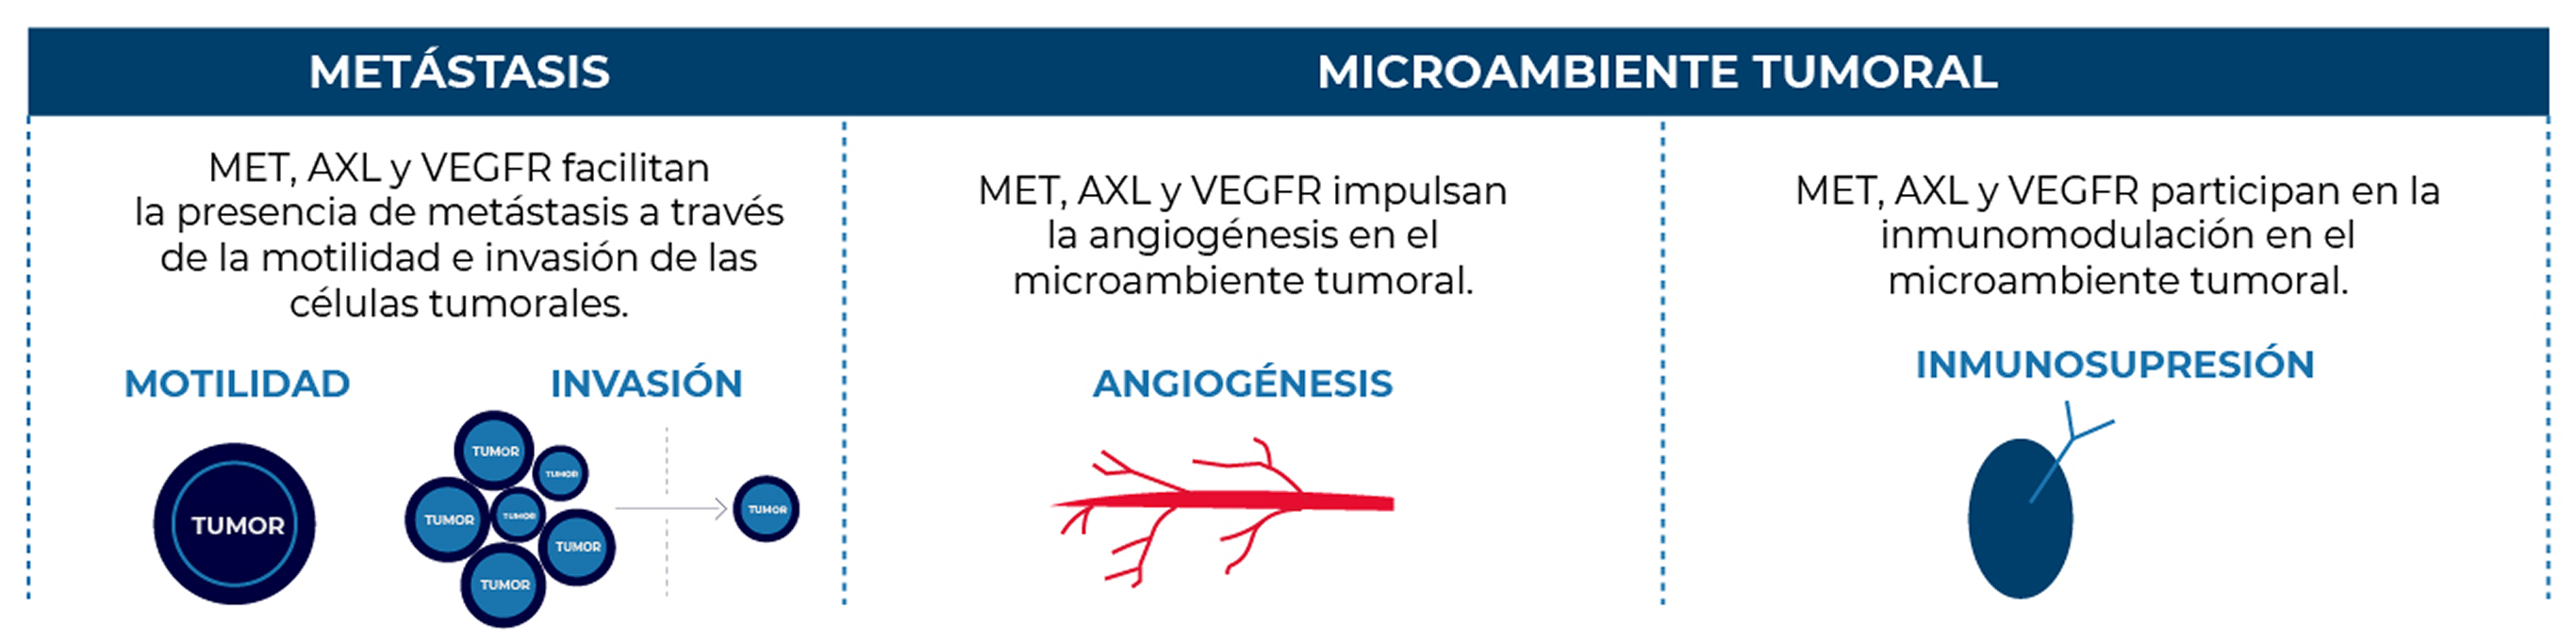 METÁSTASIS
MICROAMBIENTE TUMORAL
MET, AXL y VEGFR facilitan
la presencia de metástasis a través
de la motilidad e invasión de las
células tumorales.
MOTILIDAD
INVASIÓN
TUMOR
TUMOR
TUMOR
TUMOR
TUMOR
TUMOR
TUMOR
TUMOR
MET, AXL y VEGFR impulsan
la angiogénesis en el
microambiente tumoral.
ANGIOGÉNESIS
MET, AXL y VEGFR participan en la
inmunomodulación en el
microambiente tumoral.
INMUNOSUPRESIÓN